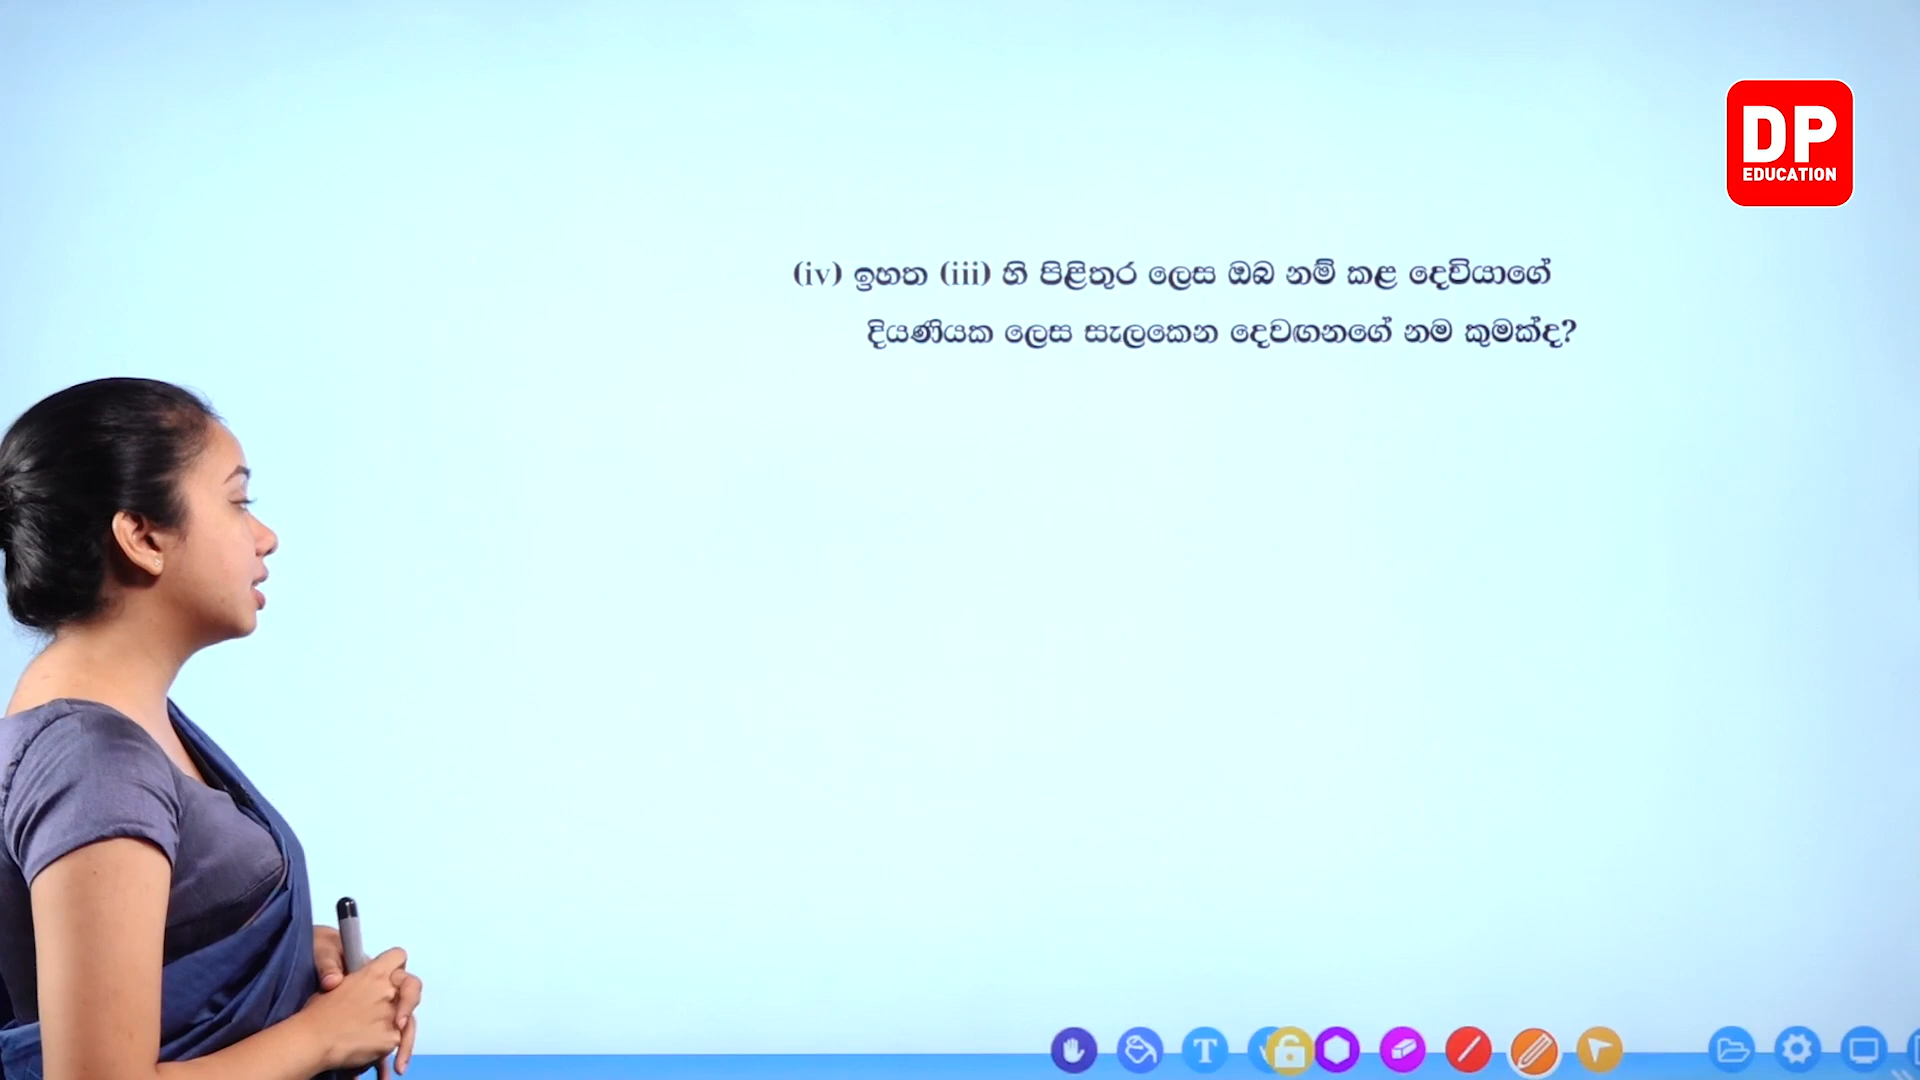 DP
EDUCATION
(iv) ඉහත (iii) හි පිළිතුර ලෙස ඔබ නම් කළ දෙවියාගේ
දියණියක ලෙස සැලකෙන දෙවඟනගේ නම කුමක්ද?
T